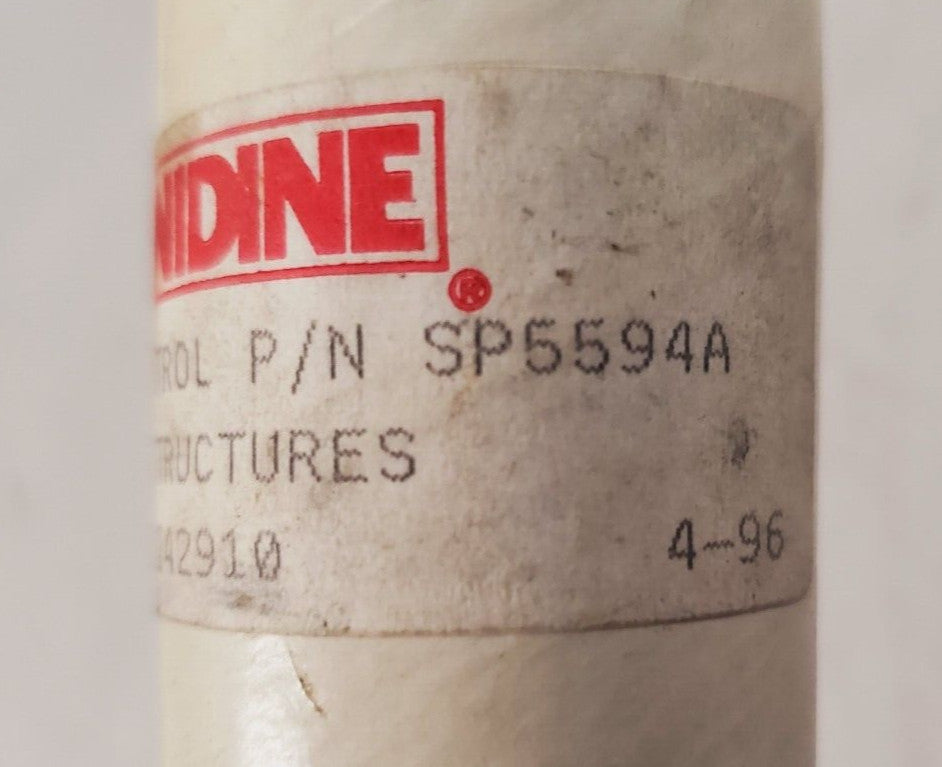 NIDINE ®
TROL P/N SP5594A
TRUCTURES
42910 4-96